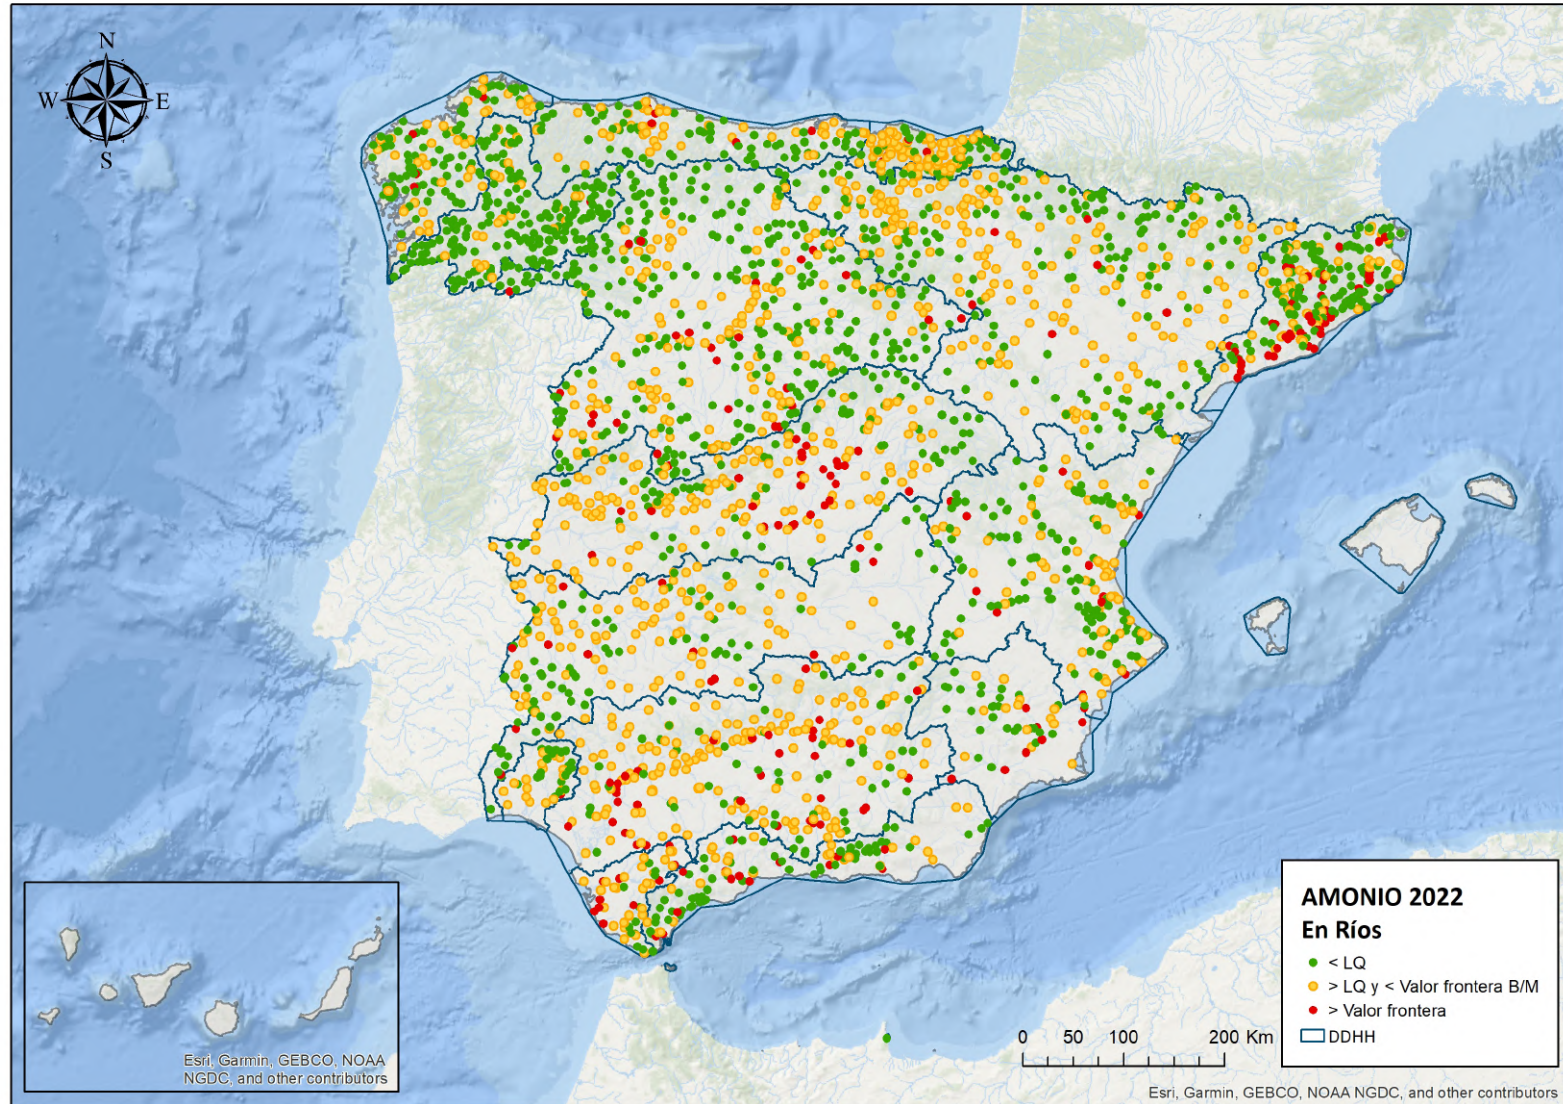 N
W E
S
AMONIO 2022
En Ríos
< LQ
> LQ y < Valor frontera B/M
> Valor frontera
DDHH
0 50 100 200 Km
Esri, Garmin, GEBCO, NOAA
NGDC, and other contributors
Esri, Garmin, GEBCO, NOAA NGDC, and other contributors